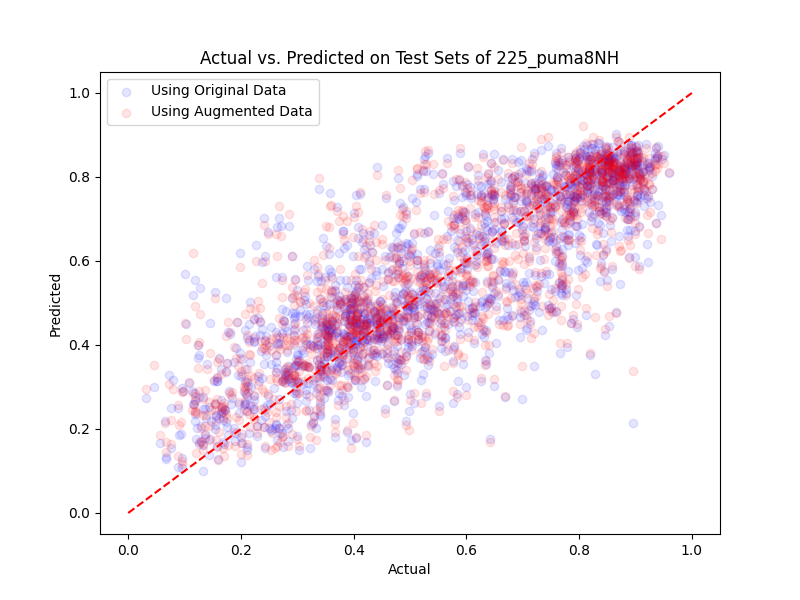 Actual vs. Predicted on Test Sets of 225_puma8NH
Using Original Data
Using Augmented Data
1.0
0.8
0.6
0.4
0.2
0.0
Predicted
0.0 0.2 0.4 0.6 0.8 1.0
Actual